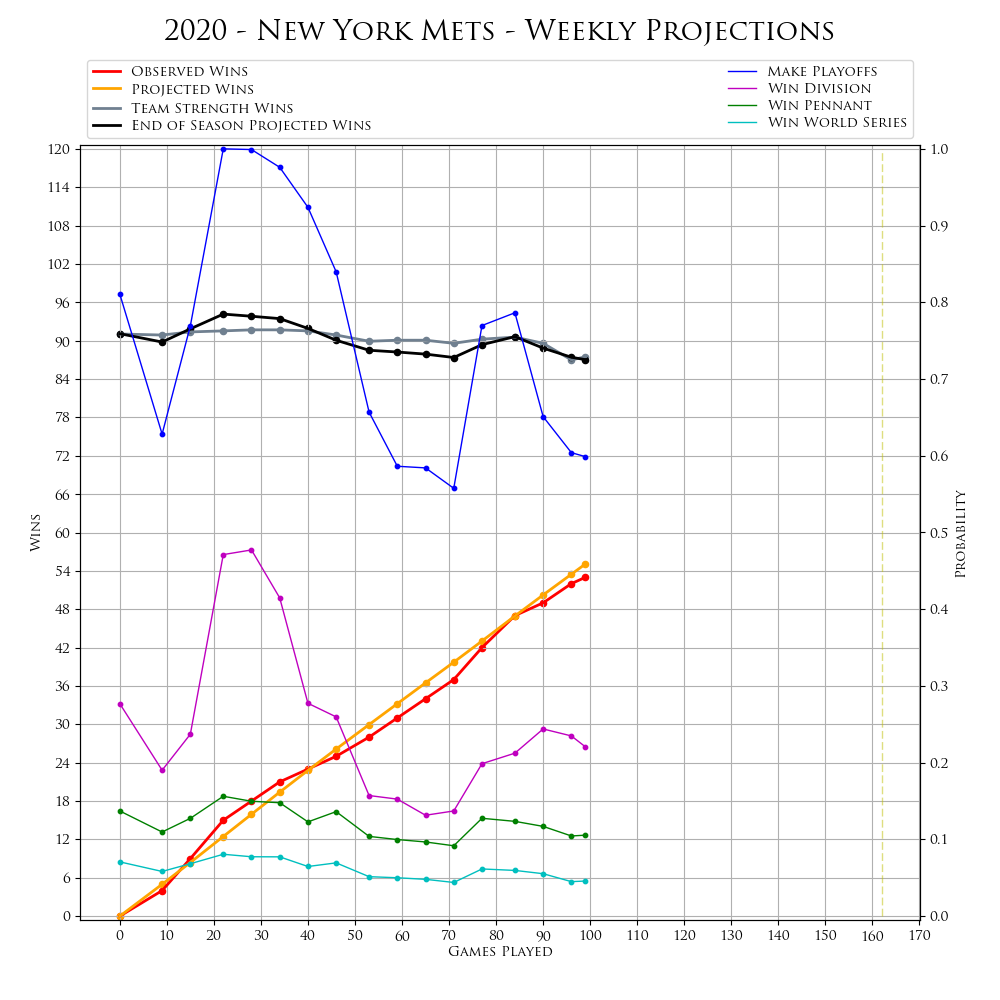 2020 - New York Mets - Weekly Projections
Observed Wins
Projected Wins
Team Strength Wins
End of Season Projected Wins
Make Playoffs
Win Division
Win Pennant
Win World Series
120
114
108
102
96
90
84
78
72
66
60
54
48
42
36
30
24
18
12
6
0
Wins
1.0
0.9
0.8
0.7
0.6
0.5
0.4
0.3
0.2
0.1
0.0
Probability
0 10 20 30 40 50 60 70 80 90 100 110 120 130 140 150 160 170
Games Played